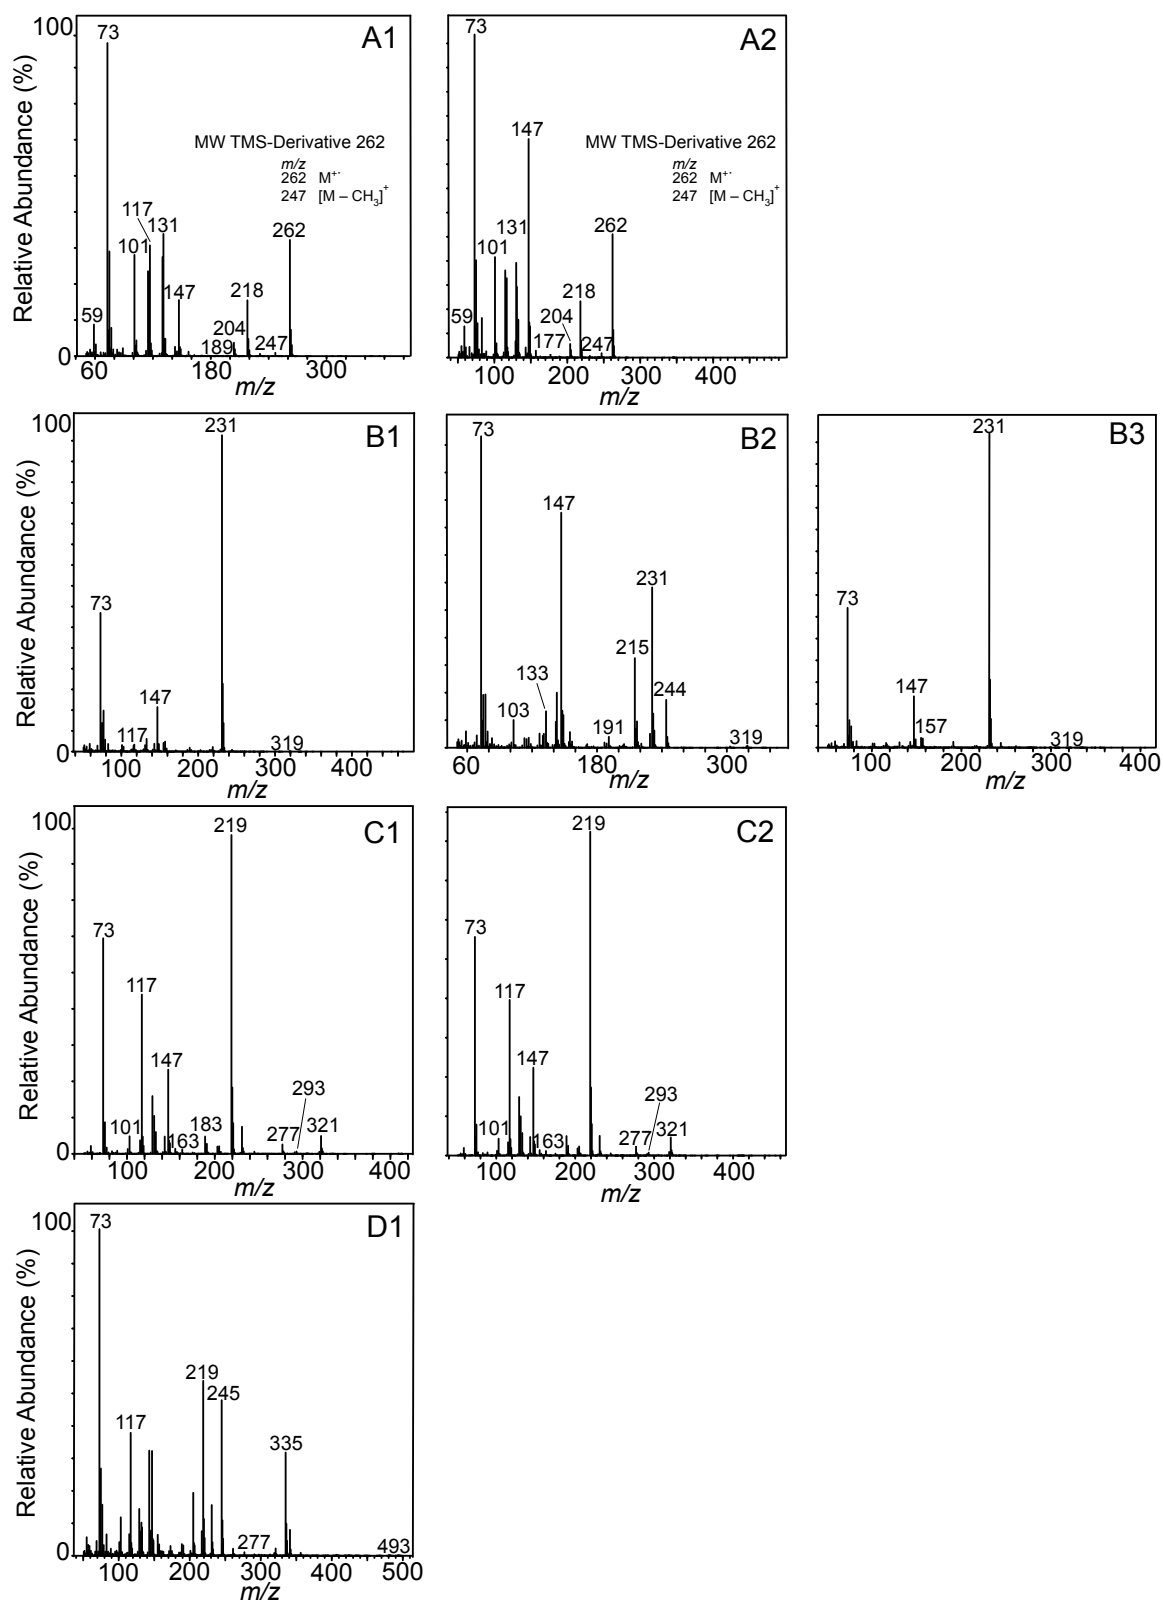 Relative Abundance (%)
100
0
A1
73
117
131
101
262
147
218
59
204
189
247
MW TMS-Derivative 262
m/z
262 M⁺·
247 [M – CH₃]⁺
60 180 300
m/z
A2
73
147
MW TMS-Derivative 262
m/z
262 M⁺·
247 [M – CH₃]⁺
131
101
262
218
59
204
177
247
100 200 300 400
m/z
Relative Abundance (%)
100
0
B1
231
73
147
117
319
100 200 300 400
m/z
B2
73
147
231
215
133
103
244
191
319
60 180 300
m/z
B3
231
73
147
157
319
100 200 300 400
m/z
Relative Abundance (%)
100
0
C1
219
73
117
147
293
101
163
183
277
321
100 200 300 400
m/z
C2
219
73
117
147
293
101
163
277
321
100 200 300 400
m/z
Relative Abundance (%)
100
0
D1
73
219
245
117
335
277
493
100 200 300 400 500
m/z